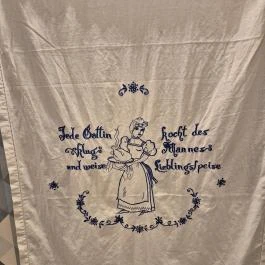 Jede Gattin kocht des
klug Mannes
und weise Lieblingsspeise